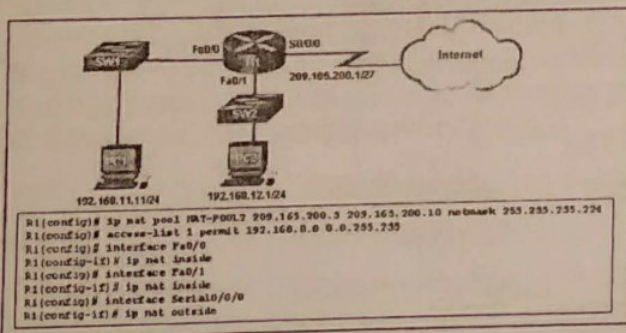 Fa0/0
S0/0/0
Internet
SW1
R1
Fa0/1
209.165.200.1/27
SW2
192.168.11.11/24
192.168.12.1/24
R1(config)# ip nat pool NAT-POOL2 209.165.200.5 209.165.200.10 netmask 255.255.255.224
R1(config)# access-list 1 permit 192.168.0.0 0.0.255.255
R1(config)# interface Fa0/0
R1(config-if)# ip nat inside
R1(config)# interface Fa0/1
R1(config-if)# ip nat inside
R1(config)# interface Serial0/0/0
R1(config-if)# ip nat outside